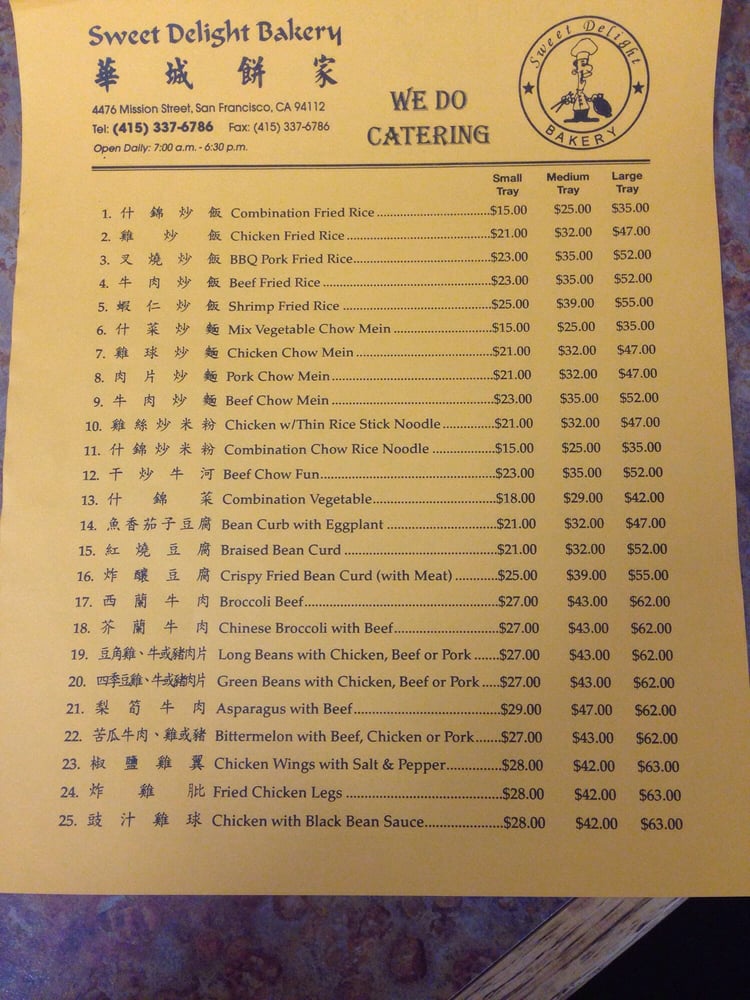 Sweet Delight Bakery
華城餅家
4476 Mission Street, San Francisco, CA 94112
Tel: (415) 337-6786 Fax: (415) 337-6786
Open Daily: 7:00 a.m. - 6:30 p.m.
WE DO
CATERING
Sweet Delight
BAKERY
Small Tray Medium Tray Large Tray
1. 什錦炒飯 Combination Fried Rice $15.00 $25.00 $35.00
2. 雞炒飯 Chicken Fried Rice $21.00 $32.00 $47.00
3. 叉燒炒飯 BBQ Pork Fried Rice $23.00 $35.00 $52.00
4. 牛肉炒飯 Beef Fried Rice $23.00 $35.00 $52.00
5. 蝦仁炒飯 Shrimp Fried Rice $25.00 $39.00 $55.00
6. 什菜炒麵 Mix Vegetable Chow Mein $15.00 $25.00 $35.00
7. 雞球炒麵 Chicken Chow Mein $21.00 $32.00 $47.00
8. 肉片炒麵 Pork Chow Mein $21.00 $32.00 $47.00
9. 牛肉炒麵 Beef Chow Mein $23.00 $35.00 $52.00
10. 雞絲炒米粉 Chicken w/Thin Rice Stick Noodle $21.00 $32.00 $47.00
11. 什錦炒米粉 Combination Chow Rice Noodle $15.00 $25.00 $35.00
12. 干炒牛河 Beef Chow Fun $23.00 $35.00 $52.00
13. 什錦菜 Combination Vegetable $18.00 $29.00 $42.00
14. 魚香茄子豆腐 Bean Curb with Eggplant $21.00 $32.00 $47.00
15. 紅燒豆腐 Braised Bean Curd $21.00 $32.00 $52.00
16. 炸釀豆腐 Crispy Fried Bean Curd (with Meat) $25.00 $39.00 $55.00
17. 西蘭牛肉 Broccoli Beef $27.00 $43.00 $62.00
18. 芥蘭牛肉 Chinese Broccoli with Beef $27.00 $43.00 $62.00
19. 豆角雞、牛或豬肉片 Long Beans with Chicken, Beef or Pork $27.00 $43.00 $62.00
20. 四季豆雞、牛或豬肉片 Green Beans with Chicken, Beef or Pork $27.00 $43.00 $62.00
21. 梨筍牛肉 Asparagus with Beef $29.00 $47.00 $62.00
22. 苦瓜牛肉、雞或豬 Bittermelon with Beef, Chicken or Pork $27.00 $43.00 $62.00
23. 椒鹽雞翼 Chicken Wings with Salt & Pepper $28.00 $42.00 $63.00
24. 炸雞肶 Fried Chicken Legs $28.00 $42.00 $63.00
25. 豉汁雞球 Chicken with Black Bean Sauce $28.00 $42.00 $63.00